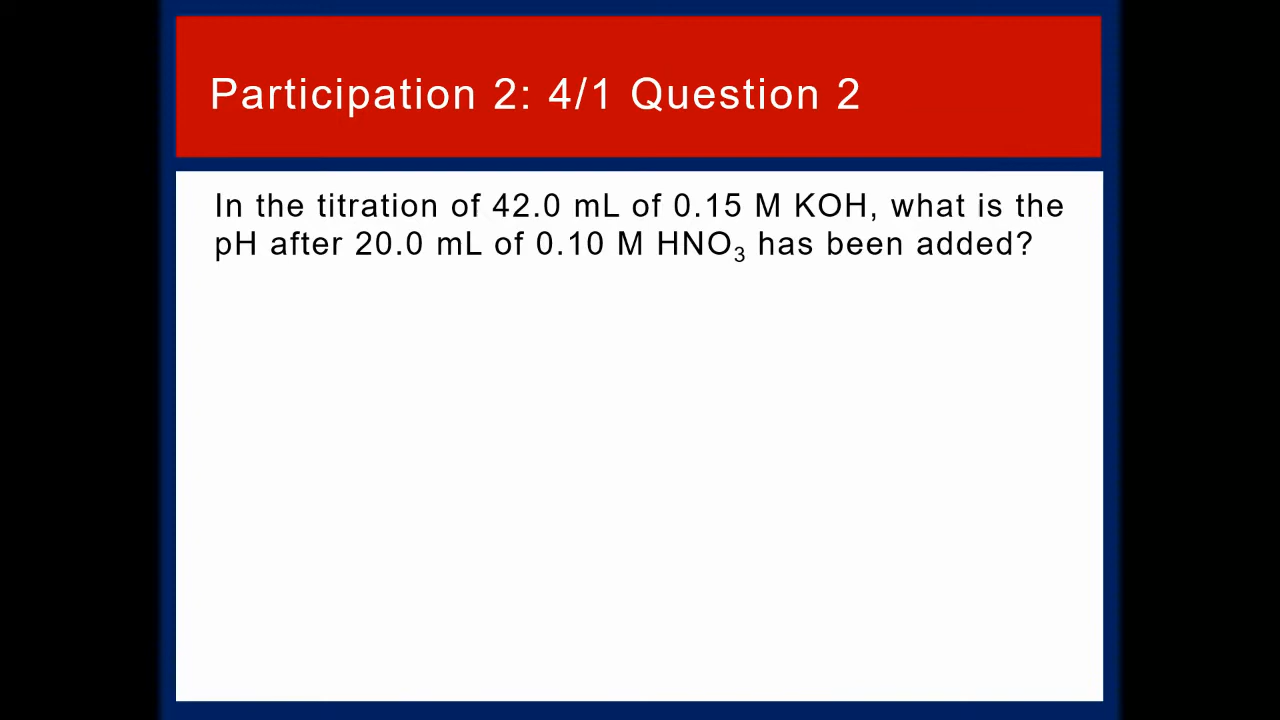 Participation 2: 4/1 Question 2
In the titration of 42.0 mL of 0.15 M KOH, what is the
pH after 20.0 mL of 0.10 M HNO₃ has been added?